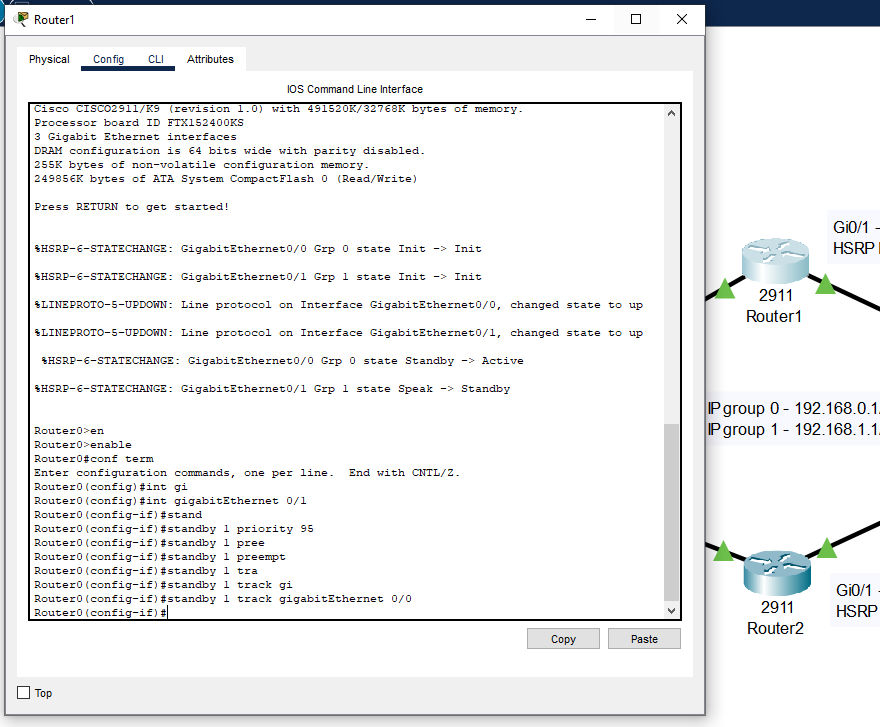 Router1
Physical Config CLI Attributes
IOS Command Line Interface
Cisco CISCO2911/K9 (revision 1.0) with 491520K/32768K bytes of memory.
Processor board ID FTX152400KS
3 Gigabit Ethernet interfaces
DRAM configuration is 64 bits wide with parity disabled.
255K bytes of non-volatile configuration memory.
249856K bytes of ATA System CompactFlash 0 (Read/Write)
Press RETURN to get started!
%HSRP-6-STATECHANGE: GigabitEthernet0/0 Grp 0 state Init -> Init
%HSRP-6-STATECHANGE: GigabitEthernet0/1 Grp 1 state Init -> Init
%LINEPROTO-5-UPDOWN: Line protocol on Interface GigabitEthernet0/0, changed state to up
%LINEPROTO-5-UPDOWN: Line protocol on Interface GigabitEthernet0/1, changed state to up
%HSRP-6-STATECHANGE: GigabitEthernet0/0 Grp 0 state Standby -> Active
%HSRP-6-STATECHANGE: GigabitEthernet0/1 Grp 1 state Speak -> Standby
Router0>en
Router0>enable
Router0#conf term
Enter configuration commands, one per line.  End with CNTL/Z.
Router0(config)#int gi
Router0(config)#int gigabitEthernet 0/1
Router0(config-if)#stand
Router0(config-if)#standby 1 priority 95
Router0(config-if)#standby 1 pree
Router0(config-if)#standby 1 preempt
Router0(config-if)#standby 1 tra
Router0(config-if)#standby 1 track gi
Router0(config-if)#standby 1 track gigabitEthernet 0/0
Router0(config-if)#
Copy Paste
Top
Gi0/1 -
HSRP
2911
Router1
IP group 0 - 192.168.0.1
IP group 1 - 192.168.1.1
2911
Router2
Gi0/1 -
HSRP